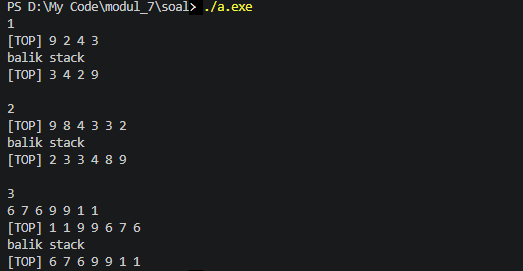 PS D:\My Code\modul_7\soal> ./a.exe
1
[TOP] 9 2 4 3
balik stack
[TOP] 3 4 2 9
2
[TOP] 9 8 4 3 3 2
balik stack
[TOP] 2 3 3 4 8 9
3
6 7 6 9 9 1 1
[TOP] 1 1 9 9 6 7 6
balik stack
[TOP] 6 7 6 9 9 1 1